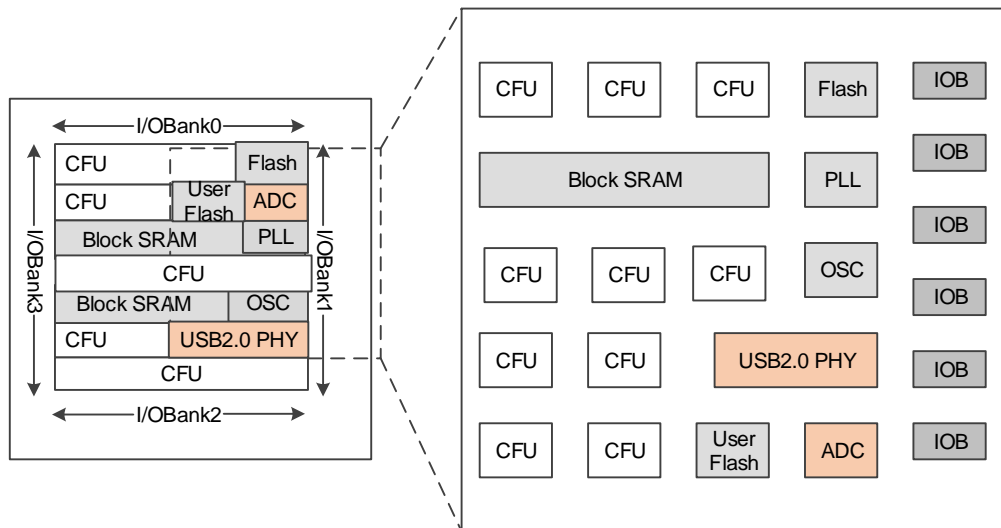 I/OBank0
CFU
Flash
CFU
User
Flash
ADC
Block SRAM
PLL
CFU
Block SRAM
OSC
CFU
USB2.0 PHY
CFU
I/OBank3
I/OBank1
I/OBank2
CFU
CFU
CFU
Flash
IOB
Block SRAM
PLL
IOB
CFU
CFU
CFU
OSC
IOB
IOB
CFU
CFU
USB2.0 PHY
IOB
CFU
CFU
User
Flash
ADC
IOB